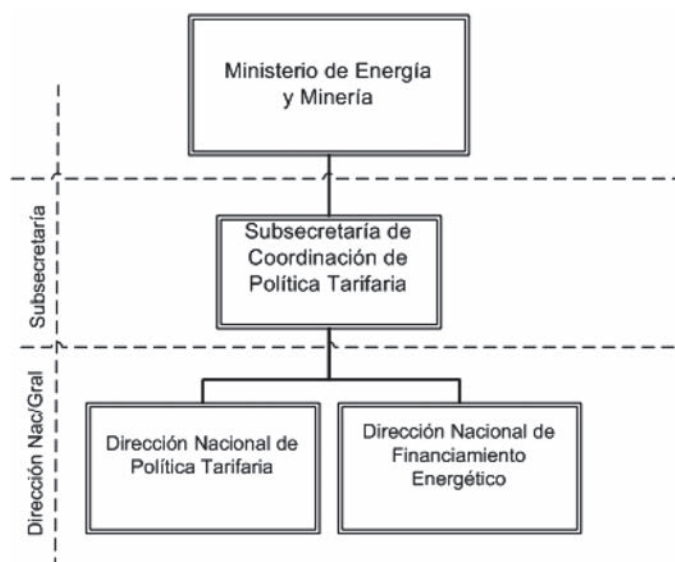 Ministerio de Energía
y Minería
Subsecretaría
Subsecretaría de
Coordinación de
Política Tarifaria
Dirección Nac/Gral
Dirección Nacional de
Política Tarifaria
Dirección Nacional de
Financiamiento
Energético